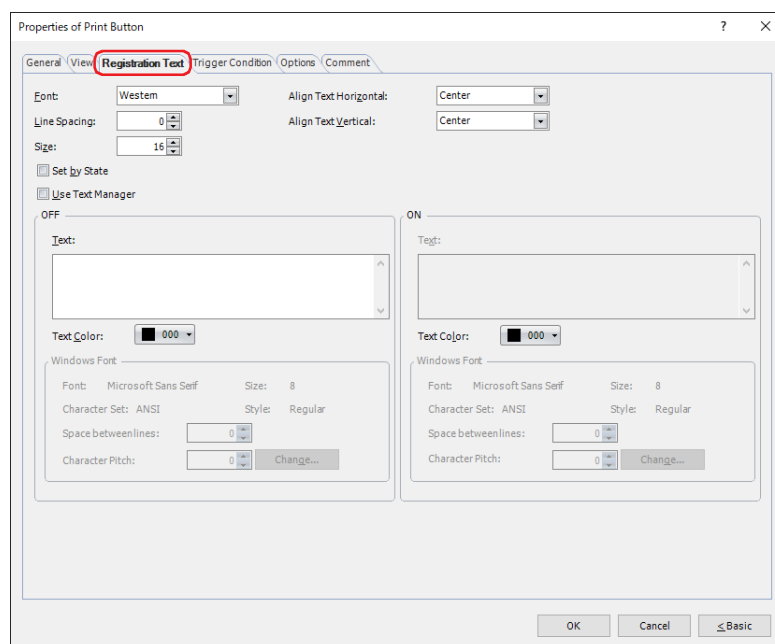 Properties of Print Button ? ×
General View Registration Text Trigger Condition Options Comment
Font: Western Align Text Horizontal: Center
Line Spacing: 0 Align Text Vertical: Center
Size: 16
Set by State
Use Text Manager
OFF ON
Text: Text:
Text Color: 000 Text Color: 000
Windows Font Windows Font
Font: Microsoft Sans Serif Size: 8 Font: Microsoft Sans Serif Size: 8
Character Set: ANSI Style: Regular Character Set: ANSI Style: Regular
Space between lines: 0 Space between lines: 0
Character Pitch: 0 Change... Character Pitch: 0 Change...
OK Cancel < Basic